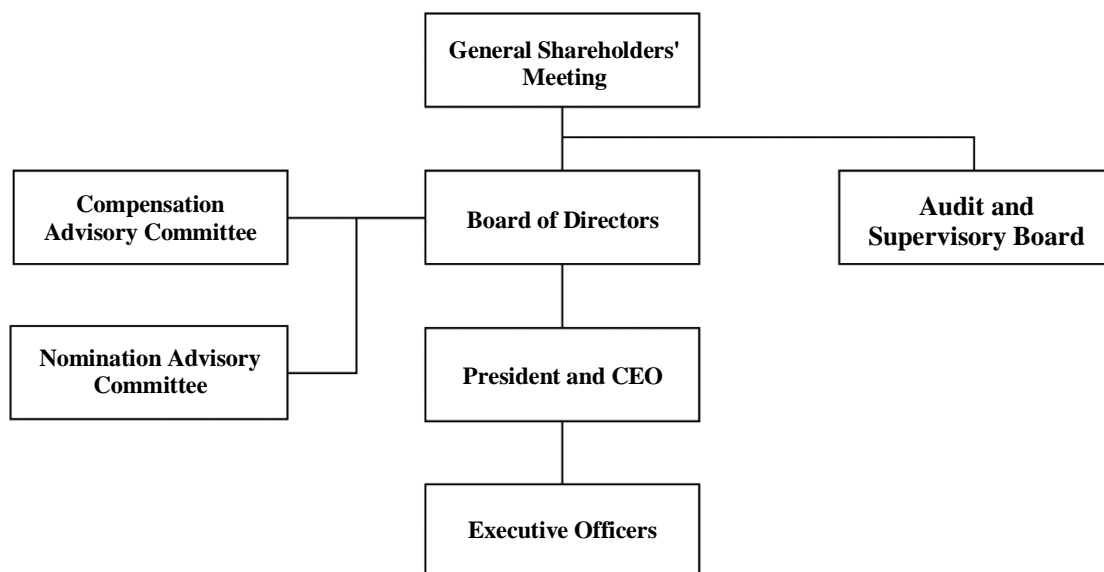 General Shareholders'
Meeting
Compensation
Advisory Committee
Board of Directors
Audit and
Supervisory Board
Nomination Advisory
Committee
President and CEO
Executive Officers